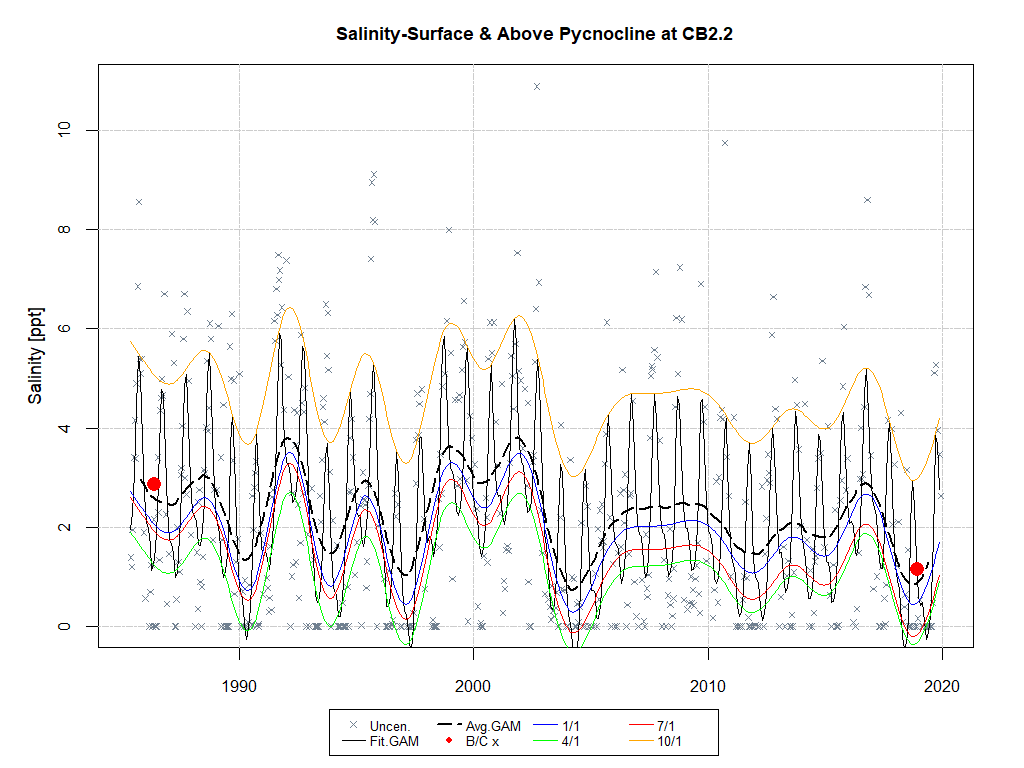 Salinity-Surface & Above Pycnocline at CB2.2
Salinity [ppt]
10
8
6
4
2
0
1990 2000 2010 2020
Uncen. Avg.GAM 1/1 7/1
Fit.GAM B/C x 4/1 10/1